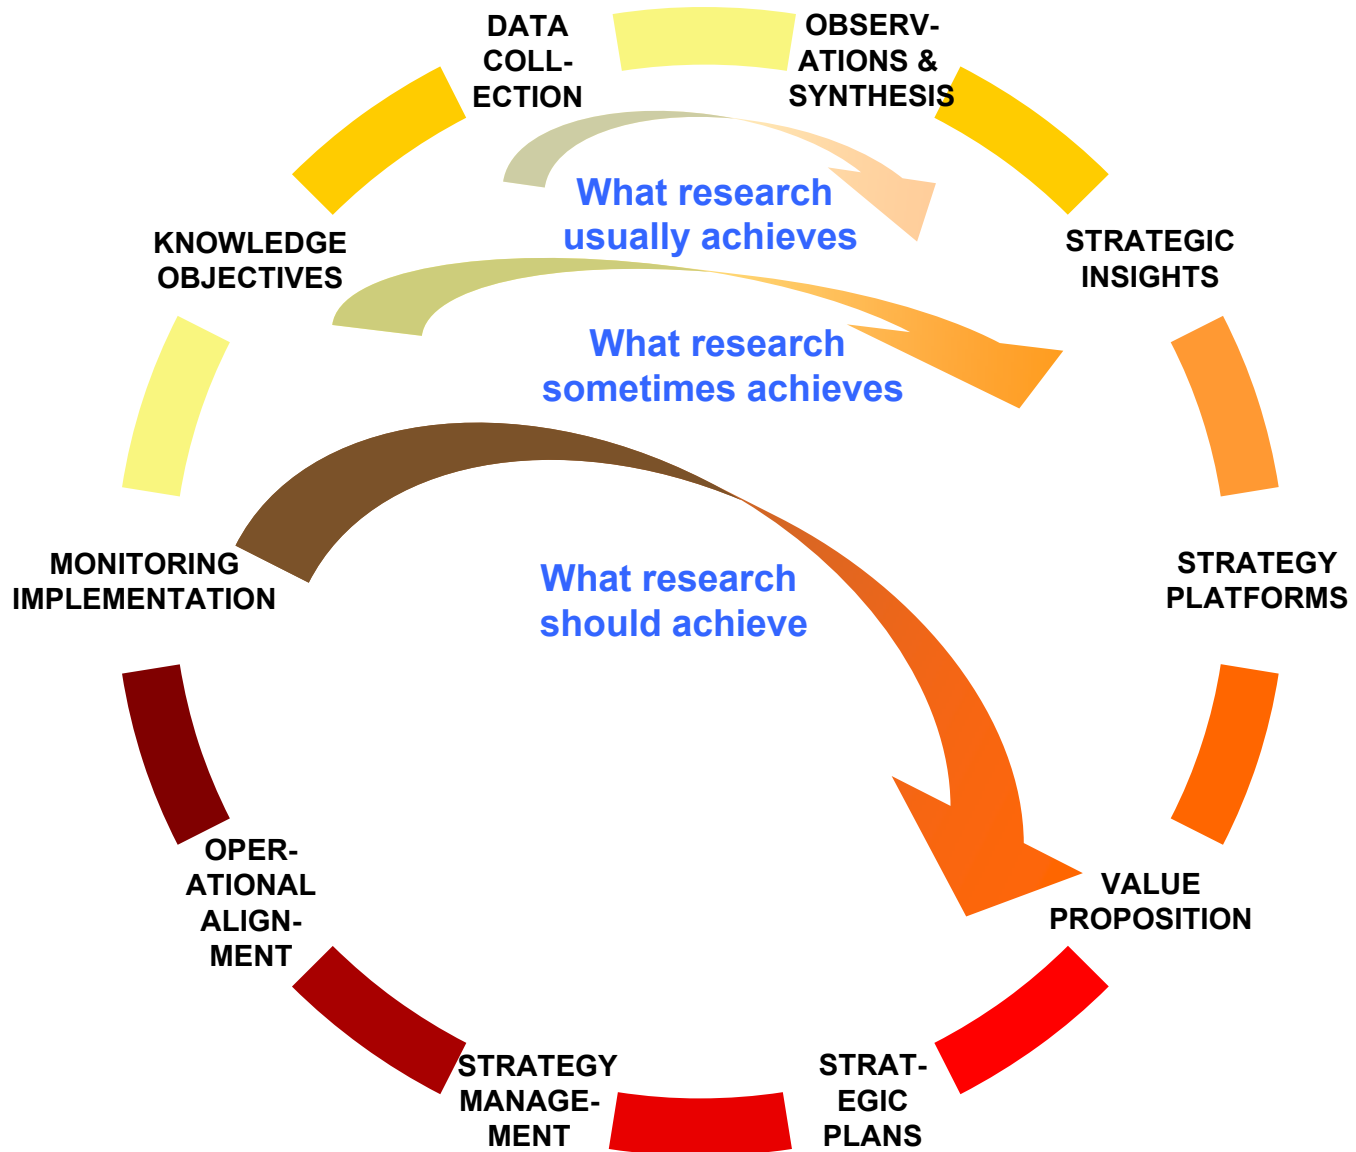 DATA
COLL-
ECTION
OBSERV-
ATIONS &
SYNTHESIS
What research
usually achieves
KNOWLEDGE
OBJECTIVES
STRATEGIC
INSIGHTS
What research
sometimes achieves
MONITORING
IMPLEMENTATION
What research
should achieve
STRATEGY
PLATFORMS
OPER-
ATIONAL
ALIGN-
MENT
VALUE
PROPOSITION
STRATEGY
MANAGE-
MENT
STRAT-
EGIC
PLANS